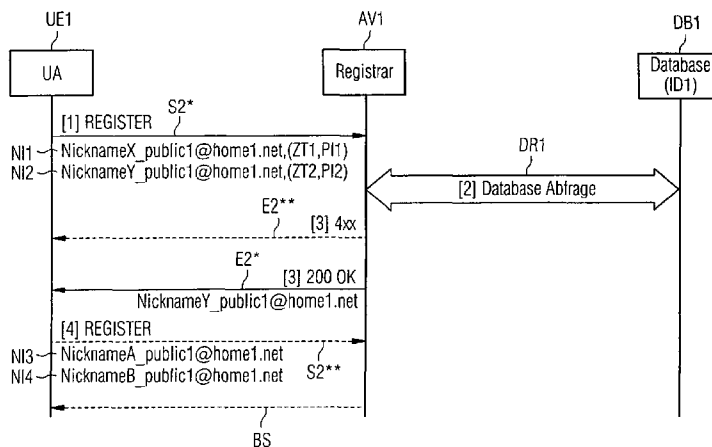 UE1
AV1
DB1
UA
Registrar
Database
(ID1)
S2*
[1] REGISTER
NI1 NicknameX_public1@home1.net,(ZT1,PI1)
NI2 NicknameY_public1@home1.net,(ZT2,PI2)
DR1
[2] Database Abfrage
E2**
[3] 4xx
E2*
[3] 200 OK
NicknameY_public1@home1.net
[4] REGISTER
NI3 NicknameA_public1@home1.net
NI4 NicknameB_public1@home1.net
S2**
BS